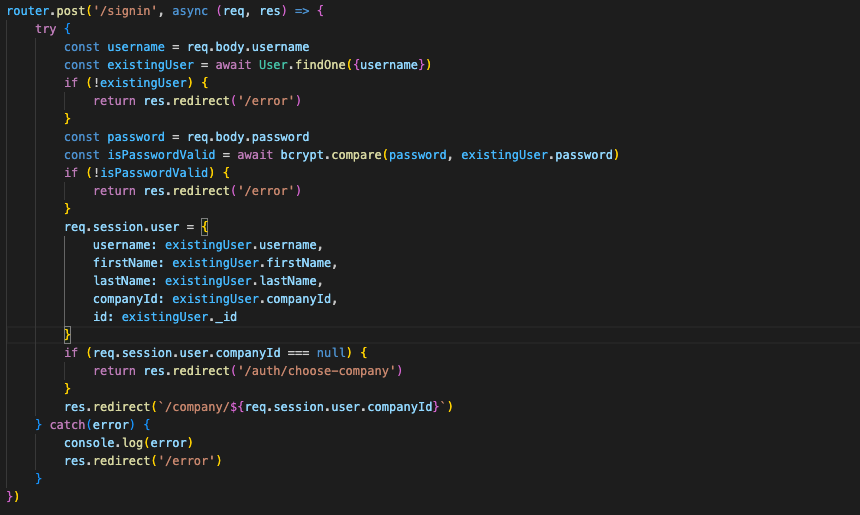 router.post('/signin', async (req, res) => {
    try {
        const username = req.body.username
        const existingUser = await User.findOne({username})
        if (!existingUser) {
            return res.redirect('/error')
        }
        const password = req.body.password
        const isPasswordValid = await bcrypt.compare(password, existingUser.password)
        if (!isPasswordValid) {
            return res.redirect('/error')
        }
        req.session.user = {
            username: existingUser.username,
            firstName: existingUser.firstName,
            lastName: existingUser.lastName,
            companyId: existingUser.companyId,
            id: existingUser._id
        }
        if (req.session.user.companyId === null) {
            return res.redirect('/auth/choose-company')
        }
        res.redirect(`/company/${req.session.user.companyId}`)
    } catch(error) {
        console.log(error)
        res.redirect('/error')
    }
})